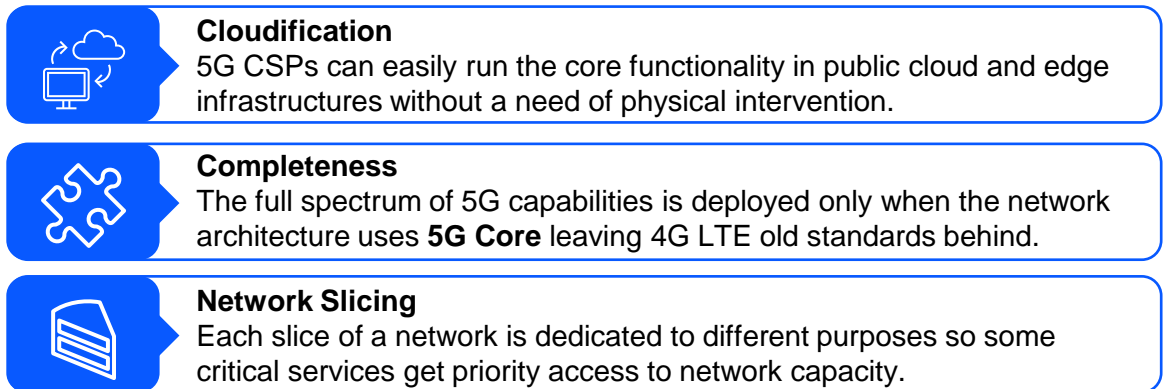 Cloudification
5G CSPs can easily run the core functionality in public cloud and edge
infrastructures without a need of physical intervention.
Completeness
The full spectrum of 5G capabilities is deployed only when the network
architecture uses 5G Core leaving 4G LTE old standards behind.
Network Slicing
Each slice of a network is dedicated to different purposes so some
critical services get priority access to network capacity.